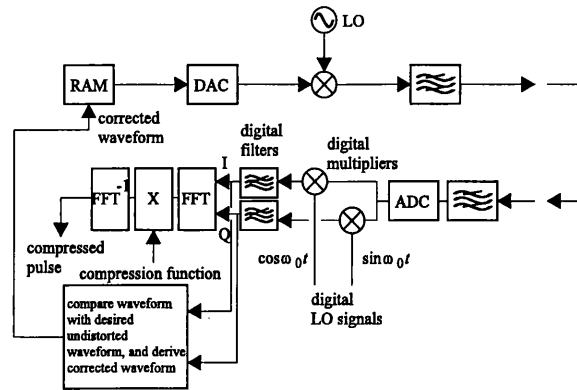 LO
RAM
DAC
corrected
waveform
digital
filters
digital
multipliers
I
FFT⁻¹
X
FFT
ADC
Q
compressed
pulse
compression function
cosω₀t
sinω₀t
digital
LO signals
compare waveform
with desired
undistorted
waveform, and derive
corrected waveform